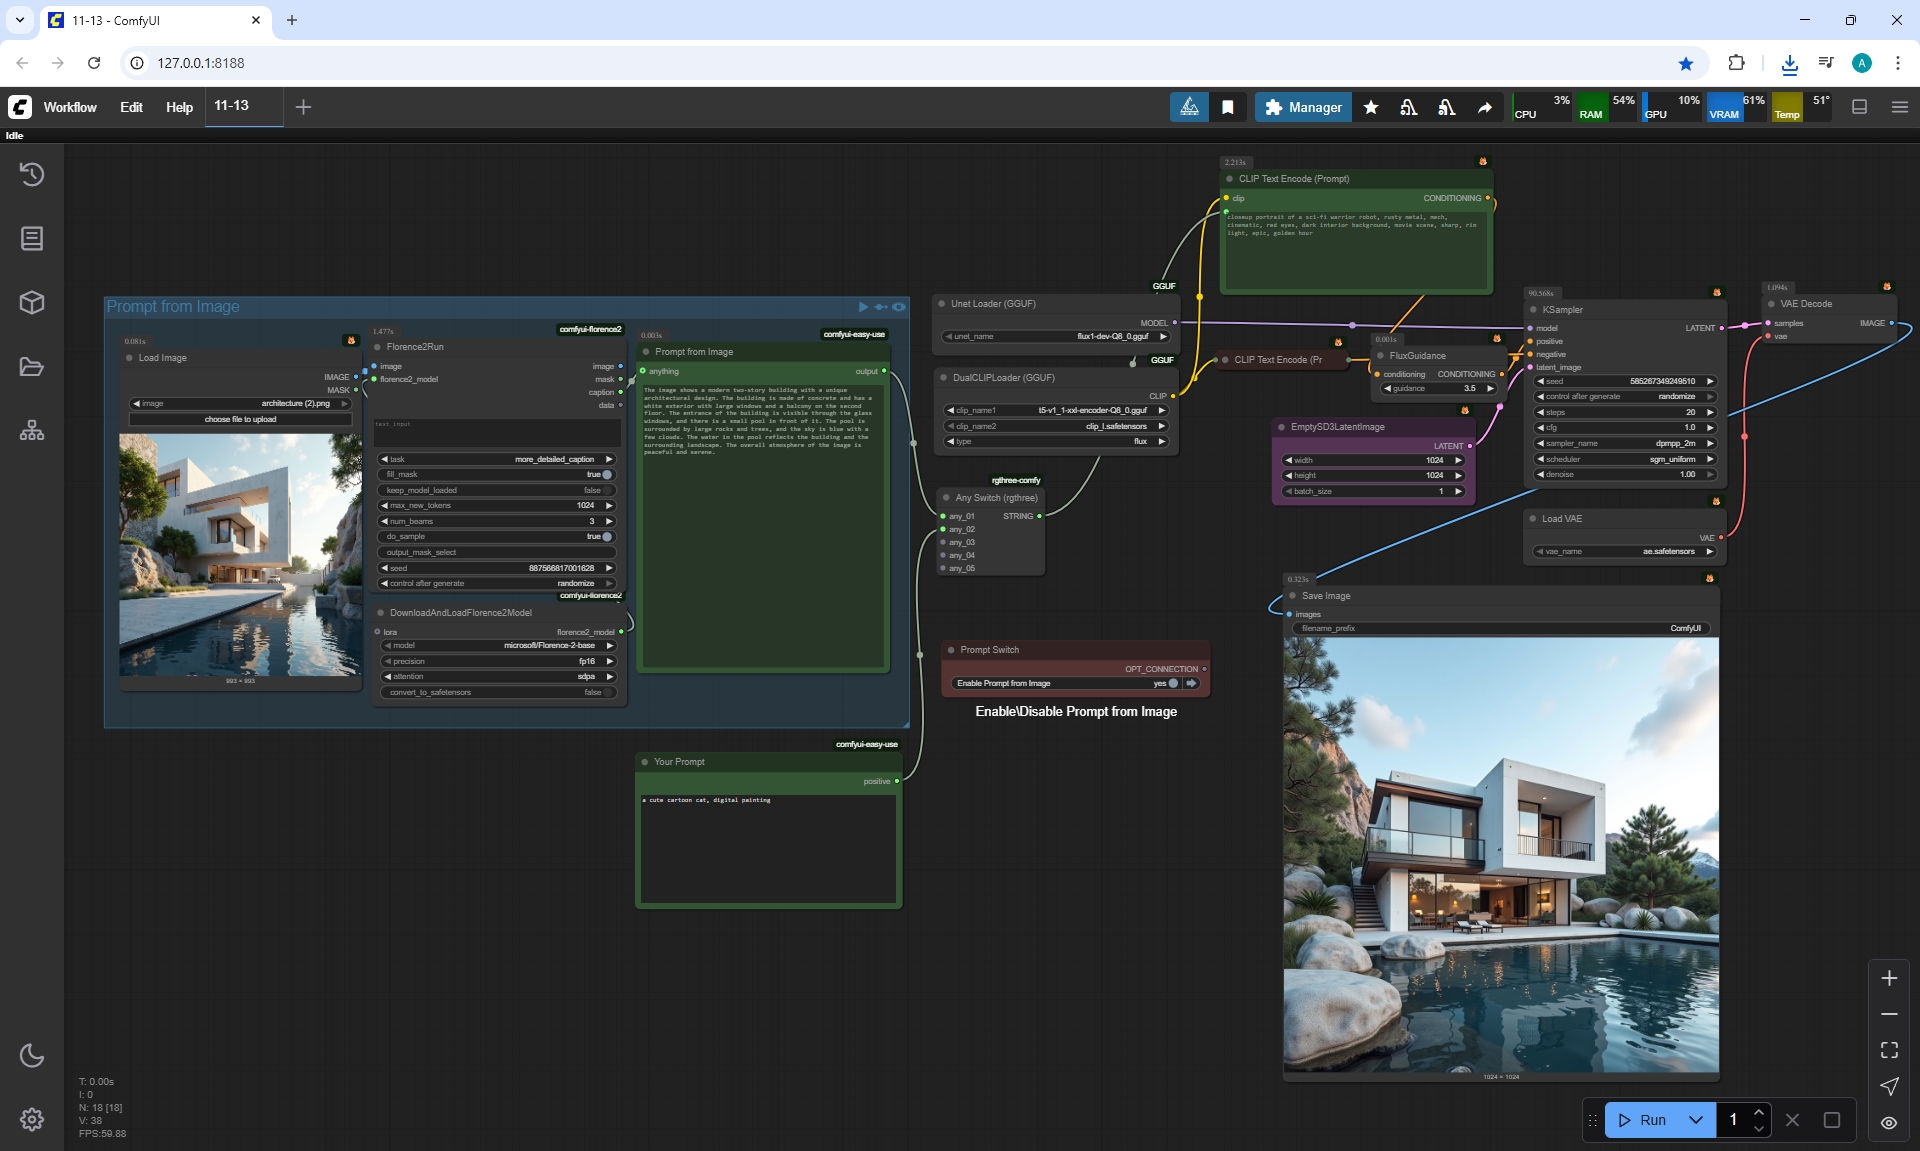 11-13 - ComfyUI
127.0.0.1:8188
A
Workflow
Edit
Help
11-13
Manager
3%
CPU
54%
RAM
10%
GPU
61%
VRAM
51°
Temp
Idle
Prompt from Image
0.081s
Load Image
IMAGE
MASK
image
architecture (2).png
choose file to upload
993 × 993
1.477s
comfyui-florence2
Florence2Run
image
image
florence2_model
mask
caption
data
text_input
task
more_detailed_caption
fill_mask
true
keep_model_loaded
false
max_new_tokens
1024
num_beams
3
do_sample
true
output_mask_select
seed
887566817001628
control after generate
randomize
comfyui-florence2
DownloadAndLoadFlorence2Model
lora
florence2_model
model
microsoft/Florence-2-base
precision
fp16
attention
sdpa
convert_to_safetensors
false
0.003s
comfyui-easy-use
Prompt from Image
anything
output
The image shows a modern two-story building with a unique
architectural design. The building is made of concrete and has a
white exterior with large windows and a balcony on the second
floor. The entrance of the building is visible through the glass
windows, and there is a small pool in front of it. The pool is
surrounded by large rocks and trees, and the sky is blue with a
few clouds. The water in the pool reflects the building and the
surrounding landscape. The overall atmosphere of the image is
peaceful and serene.
comfyui-easy-use
Your Prompt
positive
a cute cartoon cat, digital painting
Unet Loader (GGUF)
GGUF
MODEL
unet_name
flux1-dev-Q8_0.gguf
GGUF
DualCLIPLoader (GGUF)
CLIP
clip_name1
t5-v1_1-xxl-encoder-Q8_0.gguf
clip_name2
clip_l.safetensors
type
flux
rgthree-comfy
Any Switch (rgthree)
any_01
STRING
any_02
any_03
any_04
any_05
Prompt Switch
OPT_CONNECTION
Enable Prompt from Image
yes
Enable\Disable Prompt from Image
2.213s
CLIP Text Encode (Prompt)
clip
CONDITIONING
closeup portrait of a sci-fi warrior robot, rusty metal, mech,
cinematic, red eyes, dark interior background, movie scene, sharp, rim
light, epic, golden hour
CLIP Text Encode (Pr
0.001s
FluxGuidance
conditioning
CONDITIONING
guidance
3.5
EmptySD3LatentImage
LATENT
width
1024
height
1024
batch_size
1
90.568s
KSampler
model
LATENT
positive
negative
latent_image
seed
585267349249510
control after generate
randomize
steps
20
cfg
1.0
sampler_name
dpmpp_2m
scheduler
sgm_uniform
denoise
1.00
Load VAE
VAE
vae_name
ae.safetensors
1.094s
VAE Decode
samples
IMAGE
vae
0.323s
Save Image
images
filename_prefix
ComfyUI
1024 × 1024
T: 0.00s
I: 0
N: 18 [18]
V: 38
FPS:59.88
Run
1